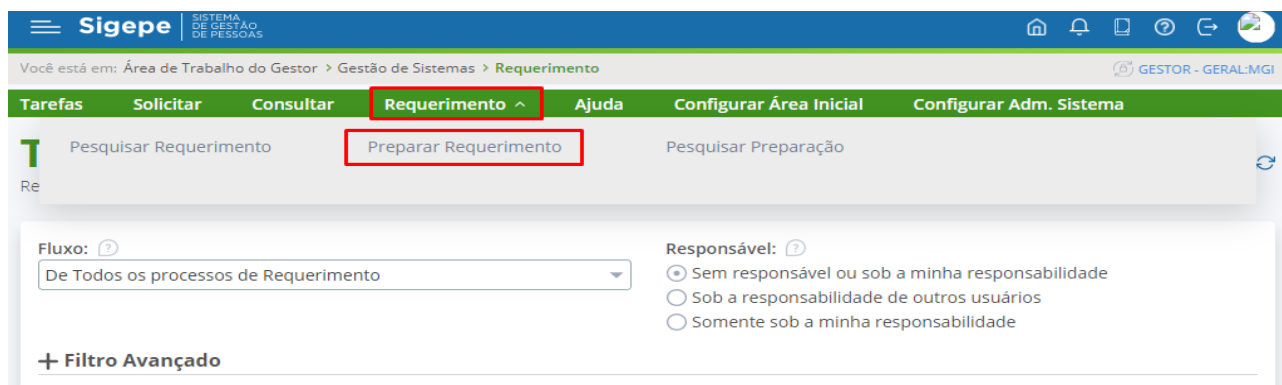 Sigepe SISTEMA DE GESTÃO DE PESSOAS
Você está em: Área de Trabalho do Gestor > Gestão de Sistemas > Requerimento GESTOR - GERAL:MGI
Tarefas Solicitar Consultar Requerimento Ajuda Configurar Área Inicial Configurar Adm. Sistema
T Pesquisar Requerimento Preparar Requerimento Pesquisar Preparação
Re
Fluxo: ? Responsável: ?
De Todos os processos de Requerimento Sem responsável ou sob a minha responsabilidade
Sob a responsabilidade de outros usuários
Somente sob a minha responsabilidade
+ Filtro Avançado